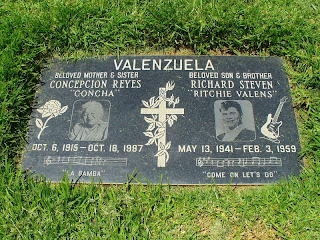 VALENZUELA
BELOVED MOTHER & SISTER
CONCEPCION REYES
"CONCHA"
OCT. 6, 1915 — OCT. 18, 1987
"LA BAMBA"
BELOVED SON & BROTHER
RICHARD STEVEN
"RITCHIE VALENS"
MAY 13, 1941 — FEB. 3, 1959
"COME ON LET'S GO"